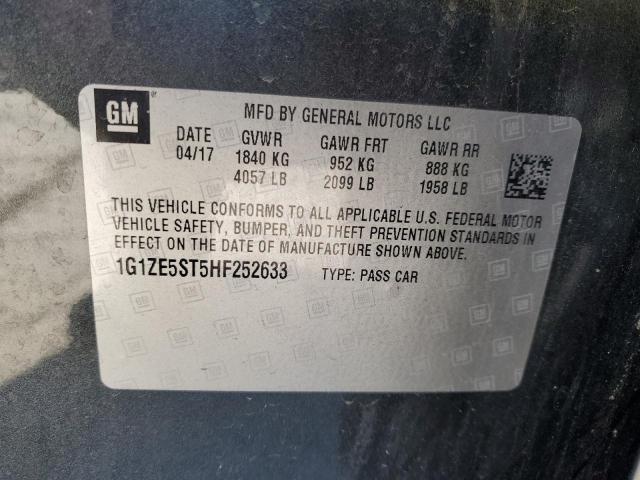 GM
MFD BY GENERAL MOTORS LLC
DATE GVWR GAWR FRT GAWR RR
04/17 1840 KG 952 KG 888 KG
4057 LB 2099 LB 1958 LB
THIS VEHICLE CONFORMS TO ALL APPLICABLE U.S. FEDERAL MOTOR
VEHICLE SAFETY, BUMPER, AND THEFT PREVENTION STANDARDS IN
EFFECT ON THE DATE OF MANUFACTURE SHOWN ABOVE.
1G1ZE5ST5HF252633 TYPE: PASS CAR